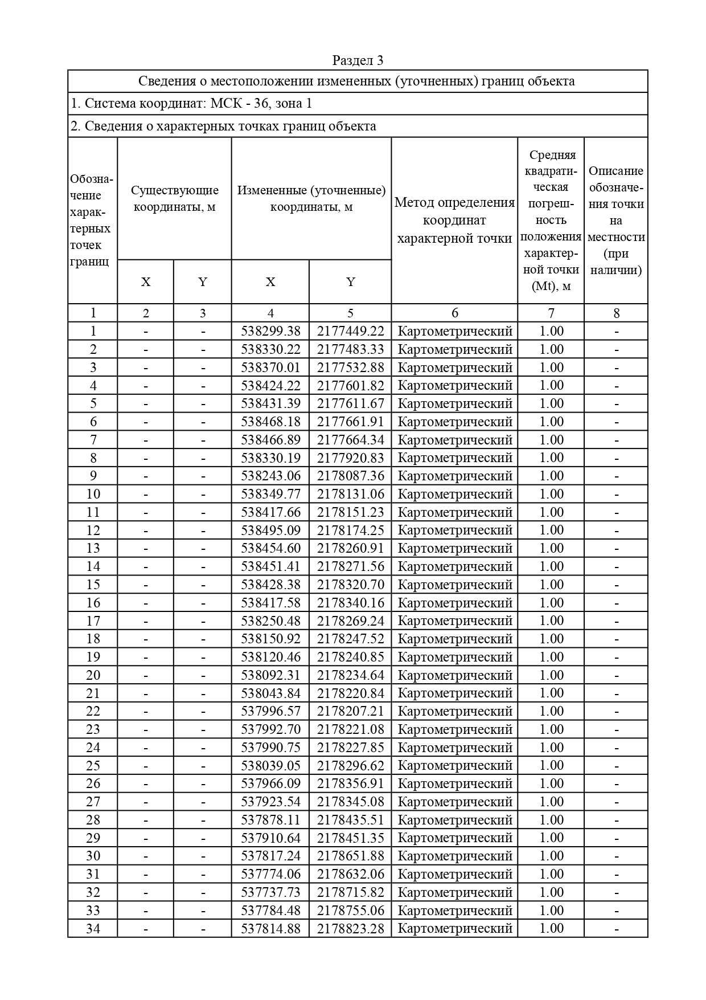 Раздел 3
Сведения о местоположении измененных (уточненных) границ объекта
1. Система координат: МСК - 36, зона 1
2. Сведения о характерных точках границ объекта
Обозна-
чение
харак-
терных
точек
границ
Существующие
координаты, м
Измененные (уточненные)
координаты, м
Метод определения
координат
характерной точки
Средняя
квадрати-
ческая
погреш-
ность
положения
характер-
ной точки
(Mt), м
Описание
обозначе-
ния точки
на
местности
(при
наличии)
X Y X Y
1 2 3 4 5 6 7 8
1 - - 538299.38 2177449.22 Картометрический 1.00 -
2 - - 538330.22 2177483.33 Картометрический 1.00 -
3 - - 538370.01 2177532.88 Картометрический 1.00 -
4 - - 538424.22 2177601.82 Картометрический 1.00 -
5 - - 538431.39 2177611.67 Картометрический 1.00 -
6 - - 538468.18 2177661.91 Картометрический 1.00 -
7 - - 538466.89 2177664.34 Картометрический 1.00 -
8 - - 538330.19 2177920.83 Картометрический 1.00 -
9 - - 538243.06 2178087.36 Картометрический 1.00 -
10 - - 538349.77 2178131.06 Картометрический 1.00 -
11 - - 538417.66 2178151.23 Картометрический 1.00 -
12 - - 538495.09 2178174.25 Картометрический 1.00 -
13 - - 538454.60 2178260.91 Картометрический 1.00 -
14 - - 538451.41 2178271.56 Картометрический 1.00 -
15 - - 538428.38 2178320.70 Картометрический 1.00 -
16 - - 538417.58 2178340.16 Картометрический 1.00 -
17 - - 538250.48 2178269.24 Картометрический 1.00 -
18 - - 538150.92 2178247.52 Картометрический 1.00 -
19 - - 538120.46 2178240.85 Картометрический 1.00 -
20 - - 538092.31 2178234.64 Картометрический 1.00 -
21 - - 538043.84 2178220.84 Картометрический 1.00 -
22 - - 537996.57 2178207.21 Картометрический 1.00 -
23 - - 537992.70 2178221.08 Картометрический 1.00 -
24 - - 537990.75 2178227.85 Картометрический 1.00 -
25 - - 538039.05 2178296.62 Картометрический 1.00 -
26 - - 537966.09 2178356.91 Картометрический 1.00 -
27 - - 537923.54 2178345.08 Картометрический 1.00 -
28 - - 537878.11 2178435.51 Картометрический 1.00 -
29 - - 537910.64 2178451.35 Картометрический 1.00 -
30 - - 537817.24 2178651.88 Картометрический 1.00 -
31 - - 537774.06 2178632.06 Картометрический 1.00 -
32 - - 537737.73 2178715.82 Картометрический 1.00 -
33 - - 537784.48 2178755.06 Картометрический 1.00 -
34 - - 537814.88 2178823.28 Картометрический 1.00 -